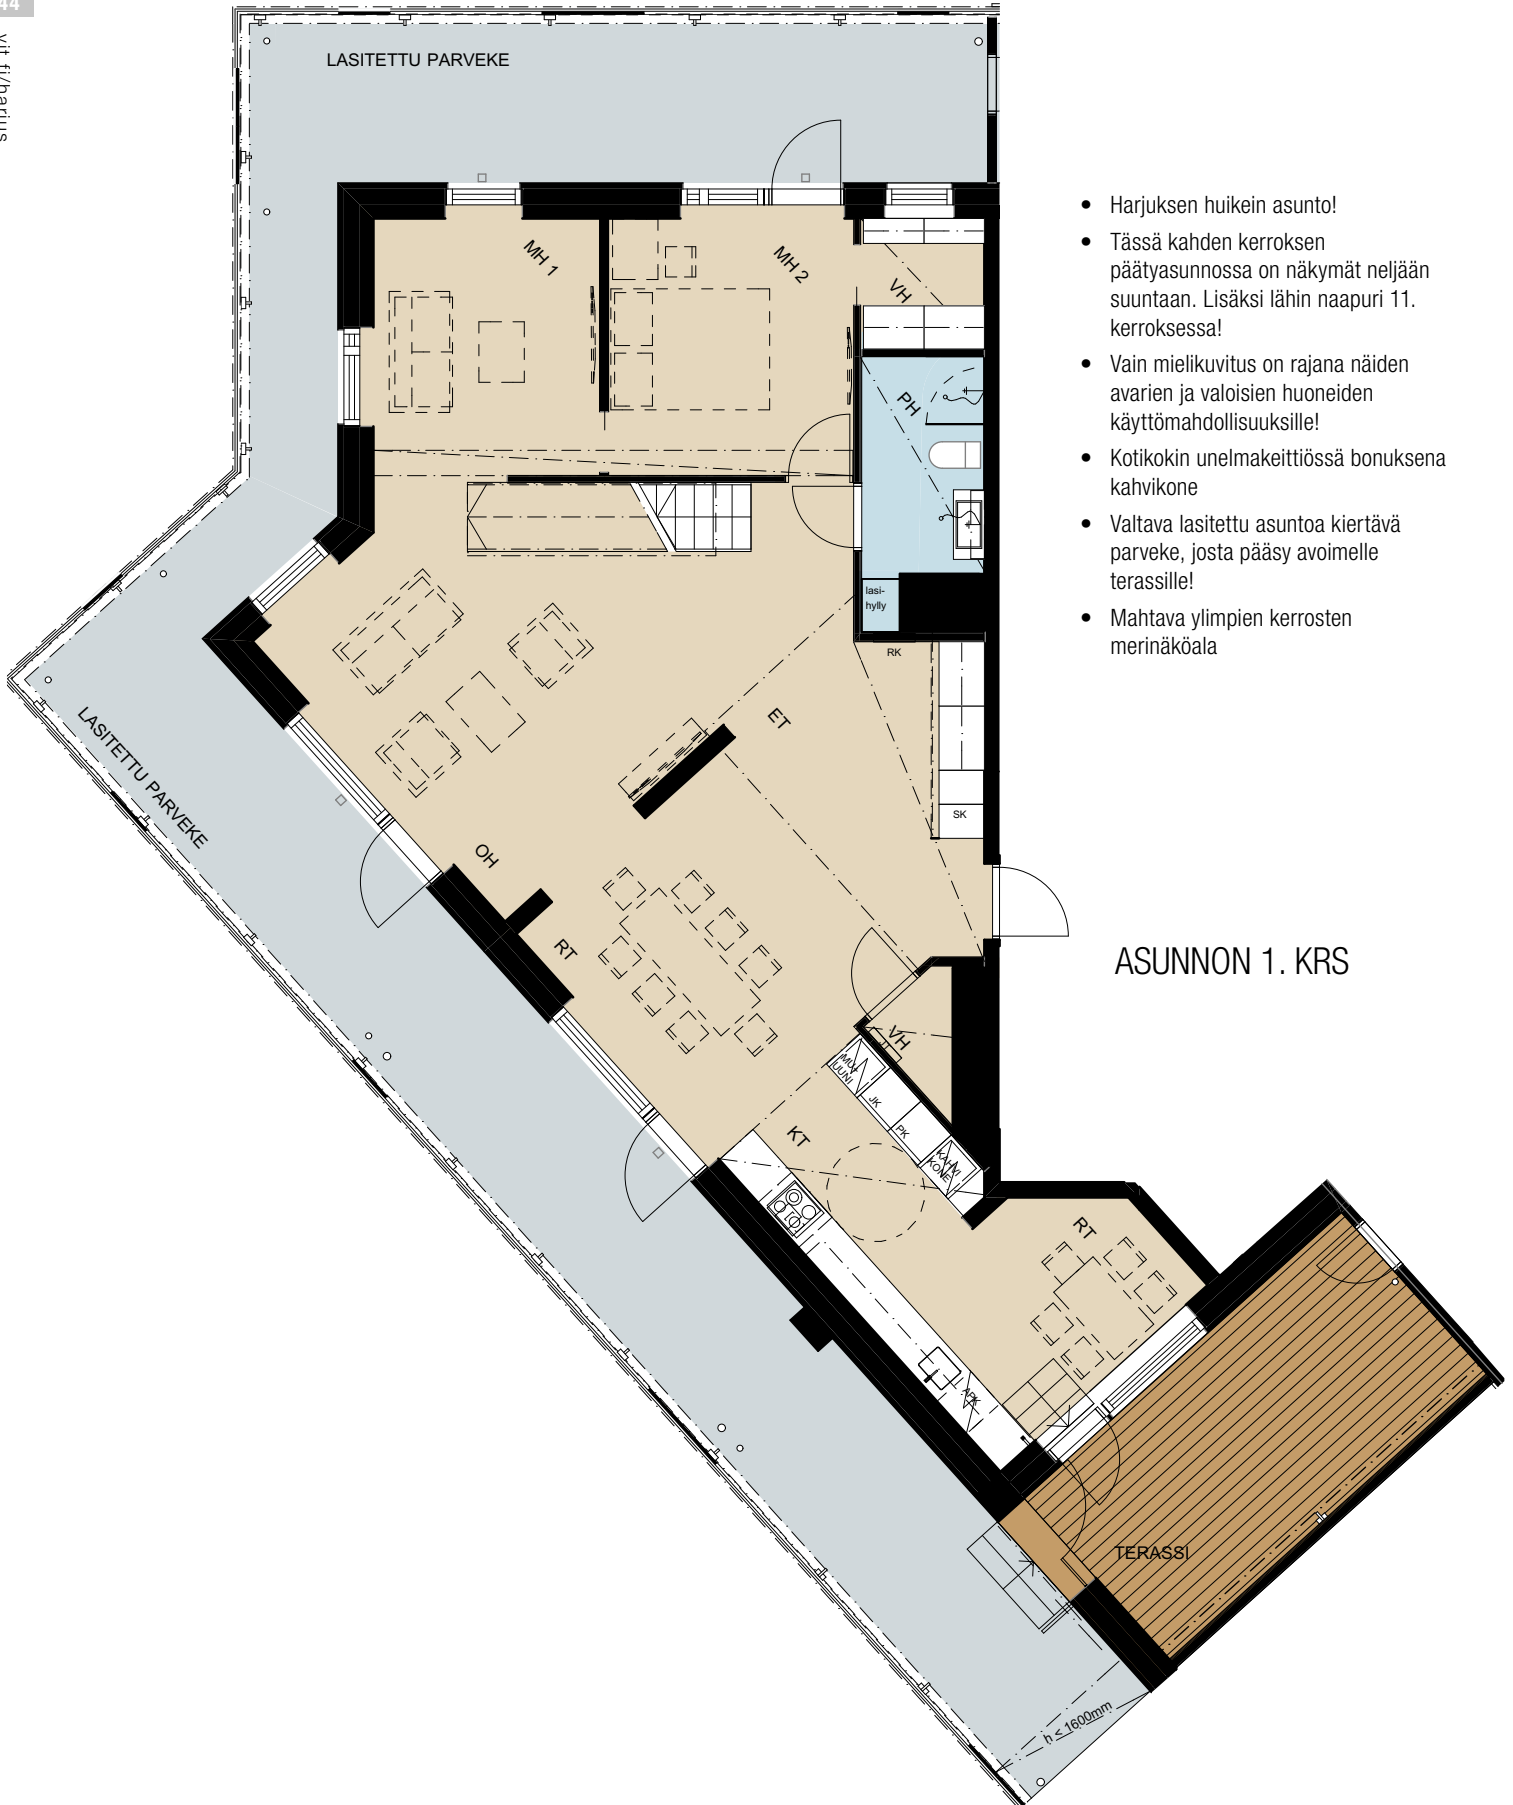 44
yit.fi/harjus
LASITETTU PARVEKE
MH 1
MH 2
VH
PH
lasi-
hylly
RK
ET
SK
LASITETTU PARVEKE
OH
RT
VH
MU+
UUNI
JK
PK
KAHVI
KONE
KT
RT
APK
TERASSI
h < 1600mm
• Harjuksen huikein asunto!
• Tässä kahden kerroksen
päätyasunnossa on näkymät neljään
suuntaan. Lisäksi lähin naapuri 11.
kerroksessa!
• Vain mielikuvitus on rajana näiden
avarien ja valoisien huoneiden
käyttömahdollisuuksille!
• Kotikokin unelmakeittiössä bonuksena
kahvikone
• Valtava lasitettu asuntoa kiertävä
parveke, josta pääsy avoimelle
terassille!
• Mahtava ylimpien kerrosten
merinäköala
ASUNNON 1. KRS